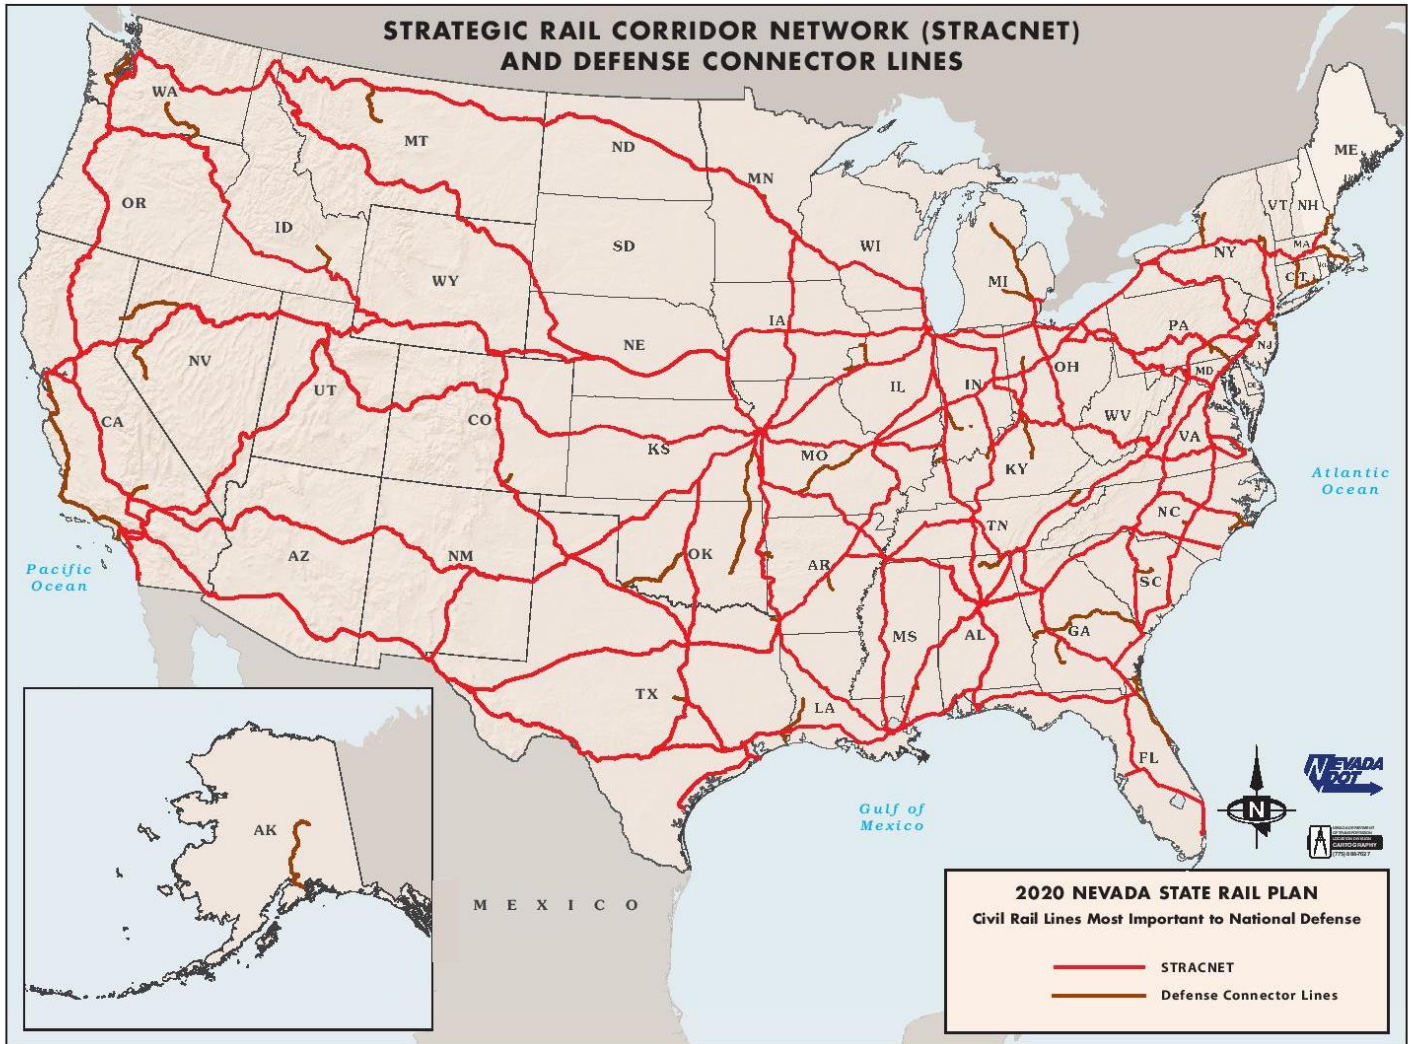 STRATEGIC RAIL CORRIDOR NETWORK (STRACNET)
AND DEFENSE CONNECTOR LINES
WA
MT
ND
MN
ME
OR
ID
SD
WI
MI
VT
NH
NY
MA
CT
WY
IA
NE
PA
NJ
NV
UT
CA
CO
KS
MO
IL
IN
OH
MD
DE
WV
VA
KY
Atlantic
Ocean
AZ
NM
OK
AR
TN
NC
SC
Pacific
Ocean
MS
AL
GA
TX
LA
FL
AK
Gulf of
Mexico
MEXICO
N
NEVADA
DOT
CARTOGRAPHY
2020 NEVADA STATE RAIL PLAN
Civil Rail Lines Most Important to National Defense
STRACNET
Defense Connector Lines